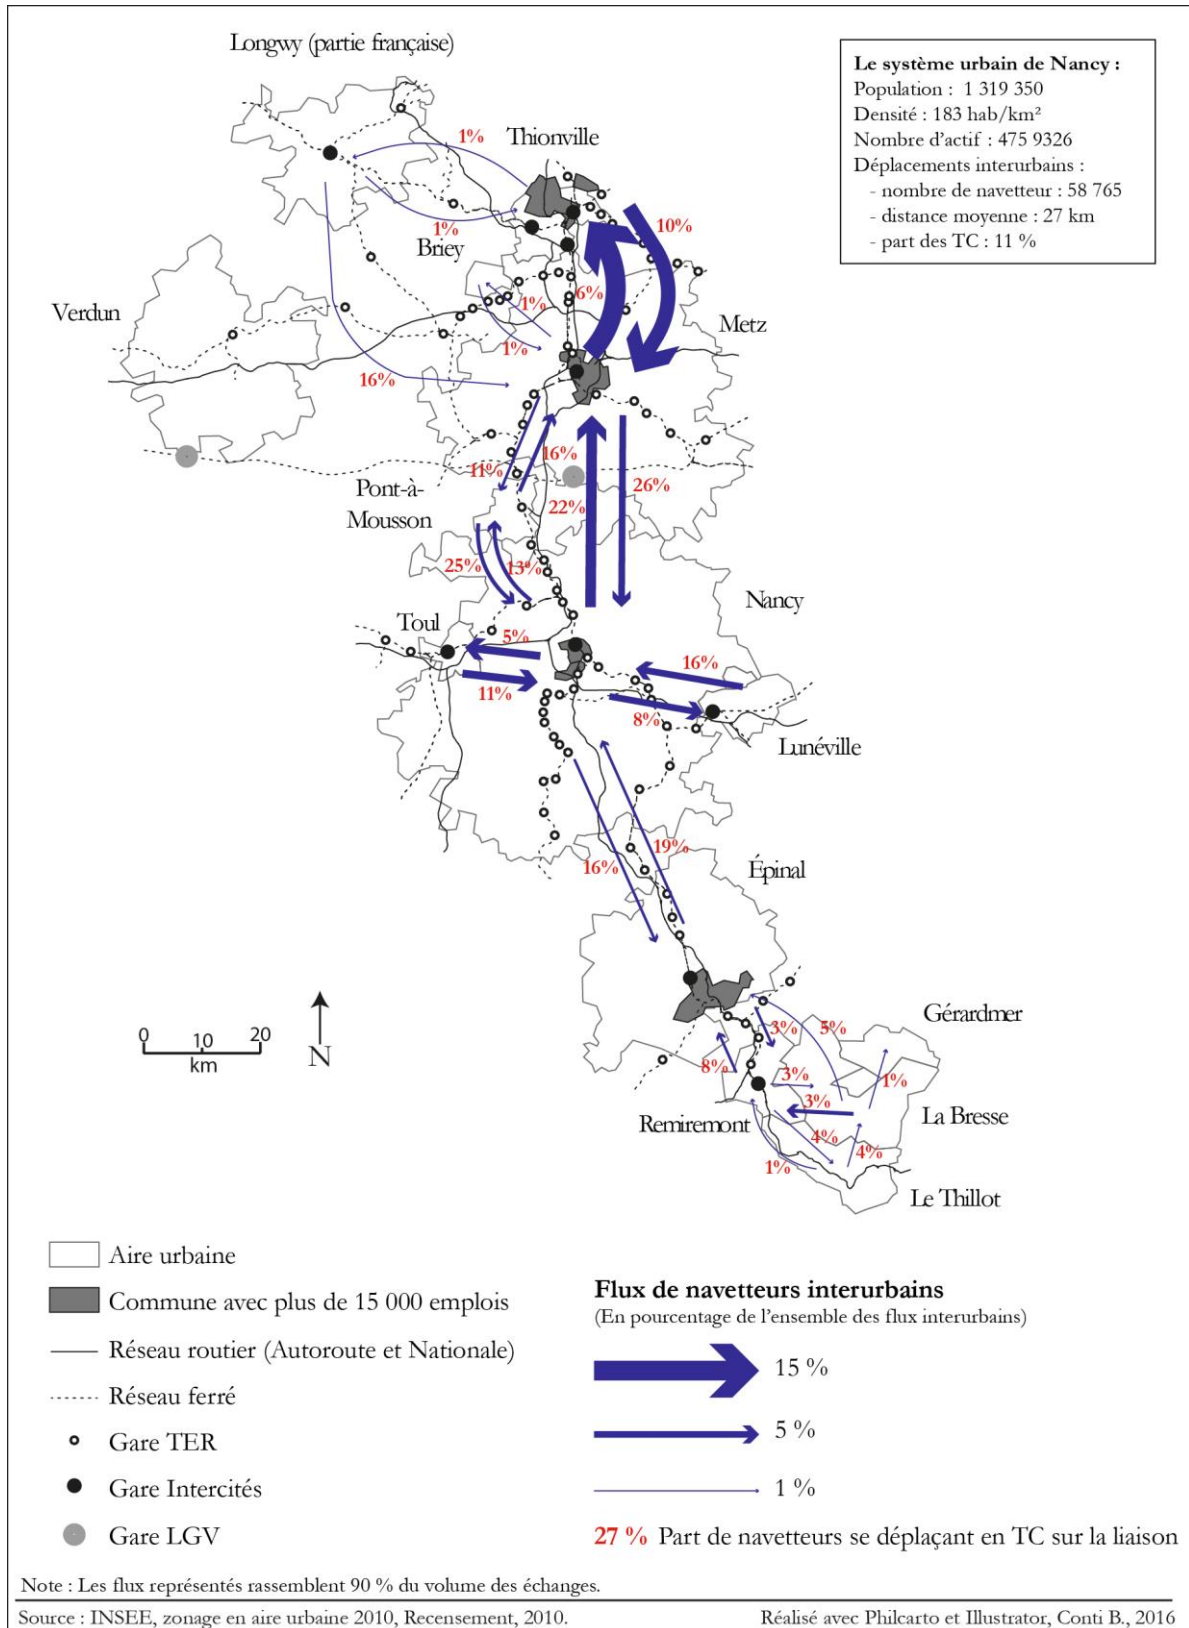 Longwy (partie française)
Le système urbain de Nancy :
Population : 1 319 350
Densité : 183 hab/km²
Nombre d'actif : 475 9326
Déplacements interurbains :
- nombre de navetteur : 58 765
- distance moyenne : 27 km
- part des TC : 11 %
1%
Thionville
10%
1%
Briey
6%
1%
Verdun
Metz
1%
16%
16%
11%
26%
Pont-à-
Mousson
22%
25%
13%
Nancy
Toul
5%
16%
11%
8%
Lunéville
19%
16%
Épinal
Gérardmer
3%
5%
8%
3%
1%
3%
La Bresse
Remiremont
4%
4%
1%
Le Thillot
0 10 20
km
N
Aire urbaine
Commune avec plus de 15 000 emplois
Réseau routier (Autoroute et Nationale)
Réseau ferré
Gare TER
Gare Intercités
Gare LGV
Flux de navetteurs interurbains
(En pourcentage de l'ensemble des flux interurbains)
15 %
5 %
1 %
27 % Part de navetteurs se déplaçant en TC sur la liaison
Note : Les flux représentés rassemblent 90 % du volume des échanges.
Source : INSEE, zonage en aire urbaine 2010, Recensement, 2010.
Réalisé avec Philcarto et Illustrator, Conti B., 2016